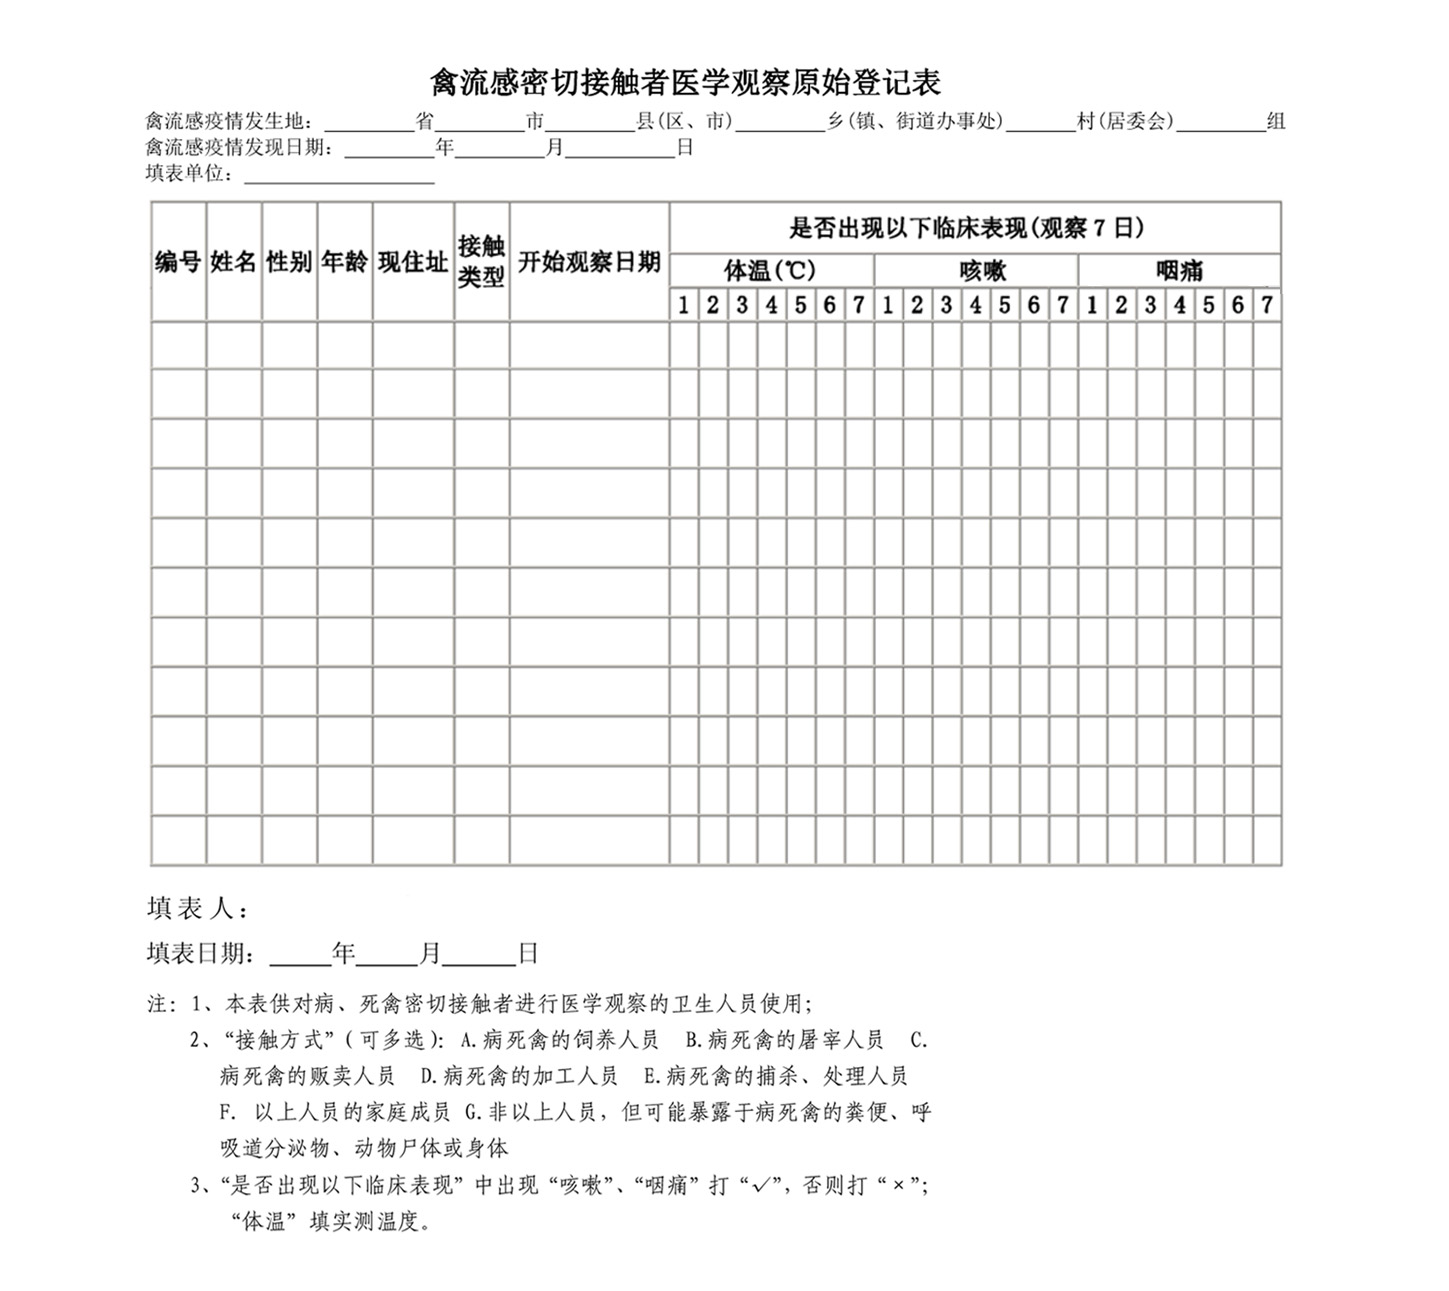 禽流感密切接触者医学观察原始登记表
禽流感疫情发生地：_________省_________市_________县(区、市)_________乡(镇、街道办事处)_______村(居委会)_________组
禽流感疫情发现日期：_________年_________月___________日
填表单位：___________________
编号 姓名 性别 年龄 现住址 接触类型 开始观察日期 是否出现以下临床表现(观察 7 日)
体温(℃) 咳嗽 咽痛
1 2 3 4 5 6 7 1 2 3 4 5 6 7 1 2 3 4 5 6 7
填 表 人：
填表日期：_____年_____月______日
注：1、本表供对病、死禽密切接触者进行医学观察的卫生人员使用；
2、“接触方式”(可多选)：A.病死禽的饲养人员 B.病死禽的屠宰人员 C.
病死禽的贩卖人员 D.病死禽的加工人员 E.病死禽的捕杀、处理人员
F. 以上人员的家庭成员 G.非以上人员，但可能暴露于病死禽的粪便、呼
吸道分泌物、动物尸体或身体
3、“是否出现以下临床表现”中出现“咳嗽”、“咽痛”打“✓”，否则打“×”；
“体温”填实测温度。